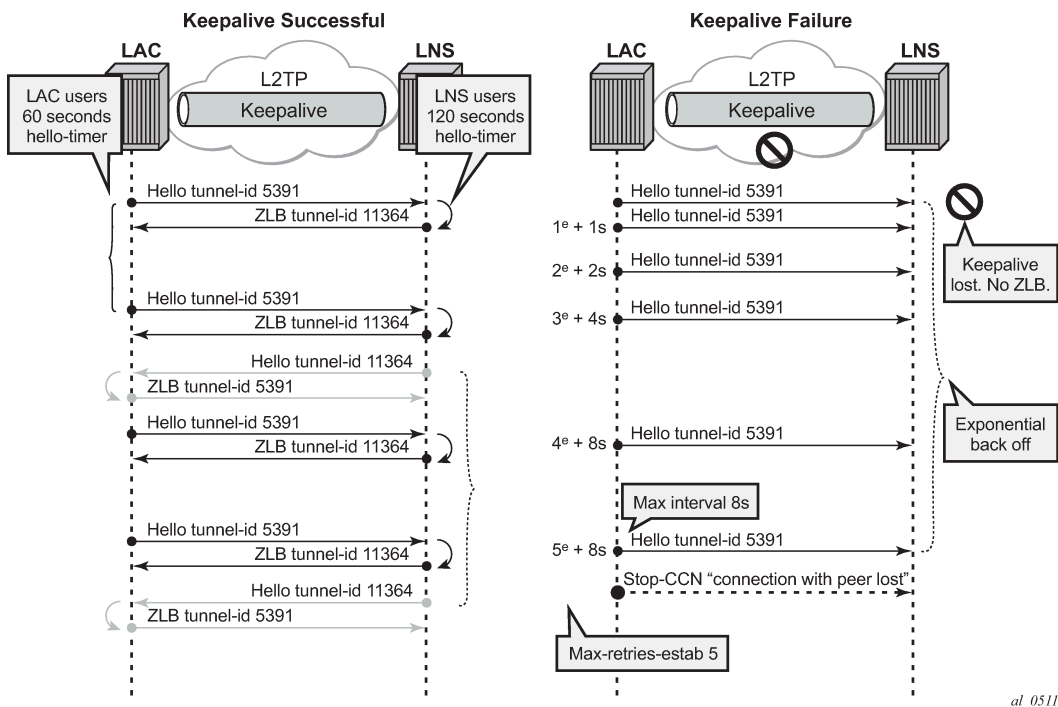 Keepalive Successful
LAC
LNS
L2TP
Keepalive
LAC users
60 seconds
hello-timer
LNS users
120 seconds
hello-timer
Hello tunnel-id 5391
ZLB tunnel-id 11364
Hello tunnel-id 5391
ZLB tunnel-id 11364
Hello tunnel-id 11364
ZLB tunnel-id 5391
Hello tunnel-id 5391
ZLB tunnel-id 11364
Hello tunnel-id 5391
ZLB tunnel-id 11364
Hello tunnel-id 11364
ZLB tunnel-id 5391
Keepalive Failure
LAC
LNS
L2TP
Keepalive
Hello tunnel-id 5391
Hello tunnel-id 5391
1e + 1s
Keepalive
lost. No ZLB.
Hello tunnel-id 5391
2e + 2s
Hello tunnel-id 5391
3e + 4s
Hello tunnel-id 5391
4e + 8s
Exponential
back off
Max interval 8s
Hello tunnel-id 5391
5e + 8s
Stop-CCN “connection with peer lost”
Max-retries-estab 5
al_0511